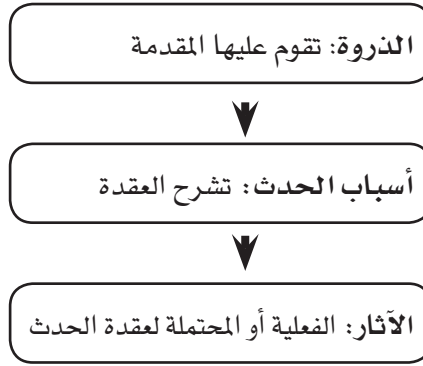 الذروة: تقوم عليها المقدمة
أسباب الحدث: تشرح العقدة
الآثار: الفعلية أو المحتملة لعقدة الحدث